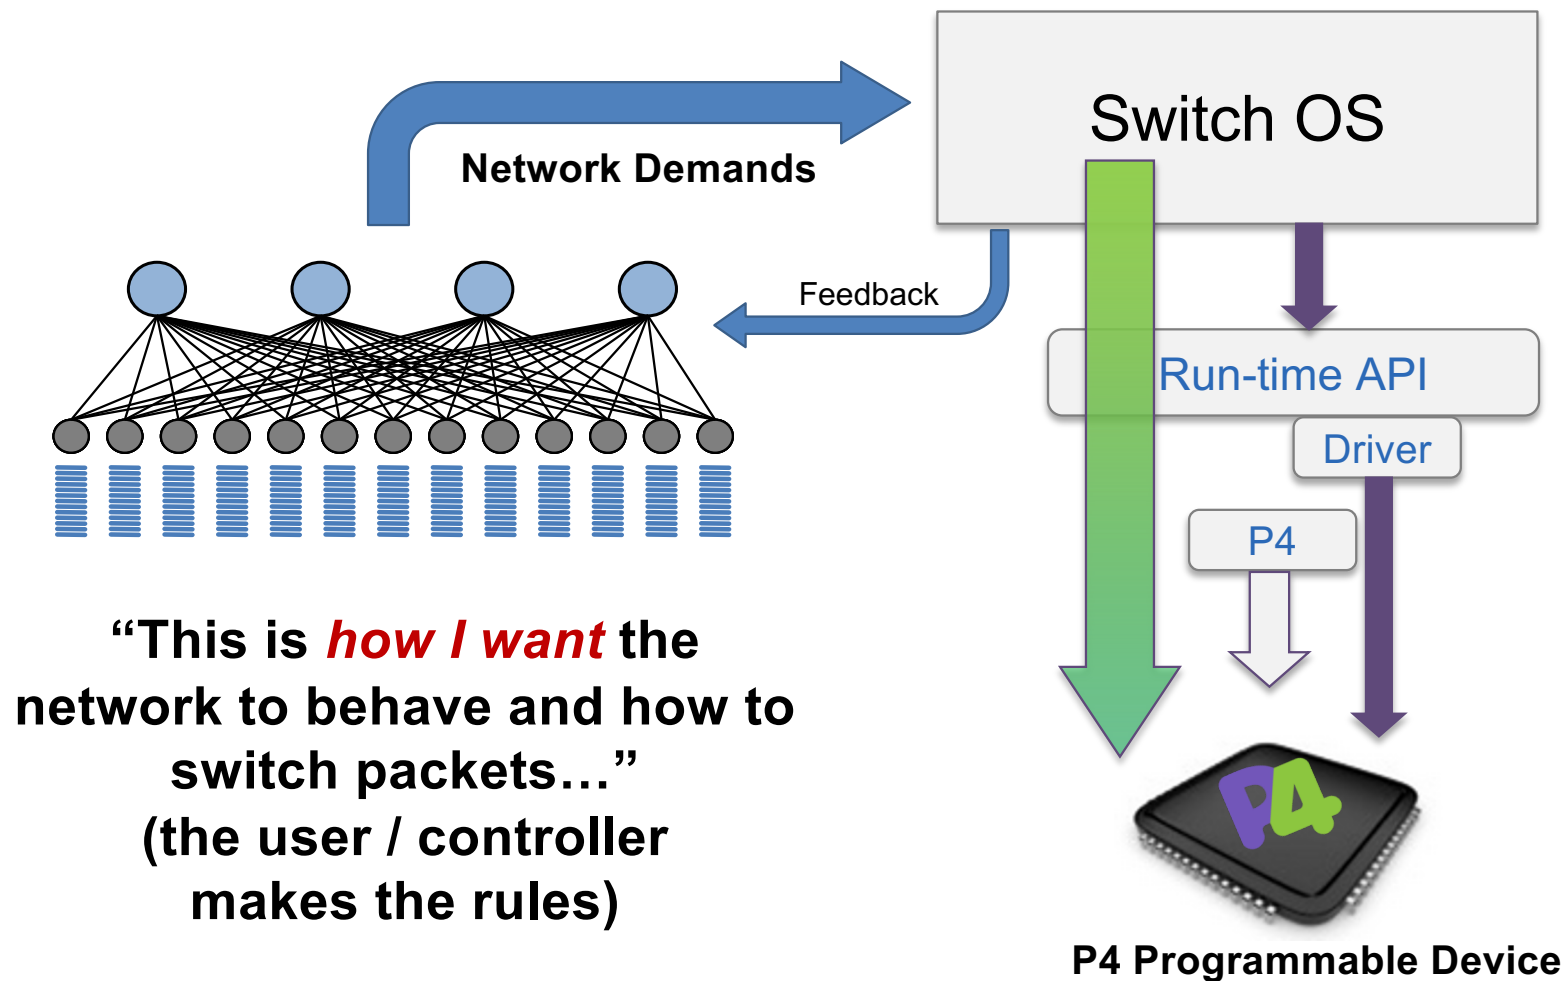 Switch OS
Network Demands
Feedback
Run-time API
Driver
P4
“This is how I want the
network to behave and how to
switch packets…”
(the user / controller
makes the rules)
P4
P4 Programmable Device